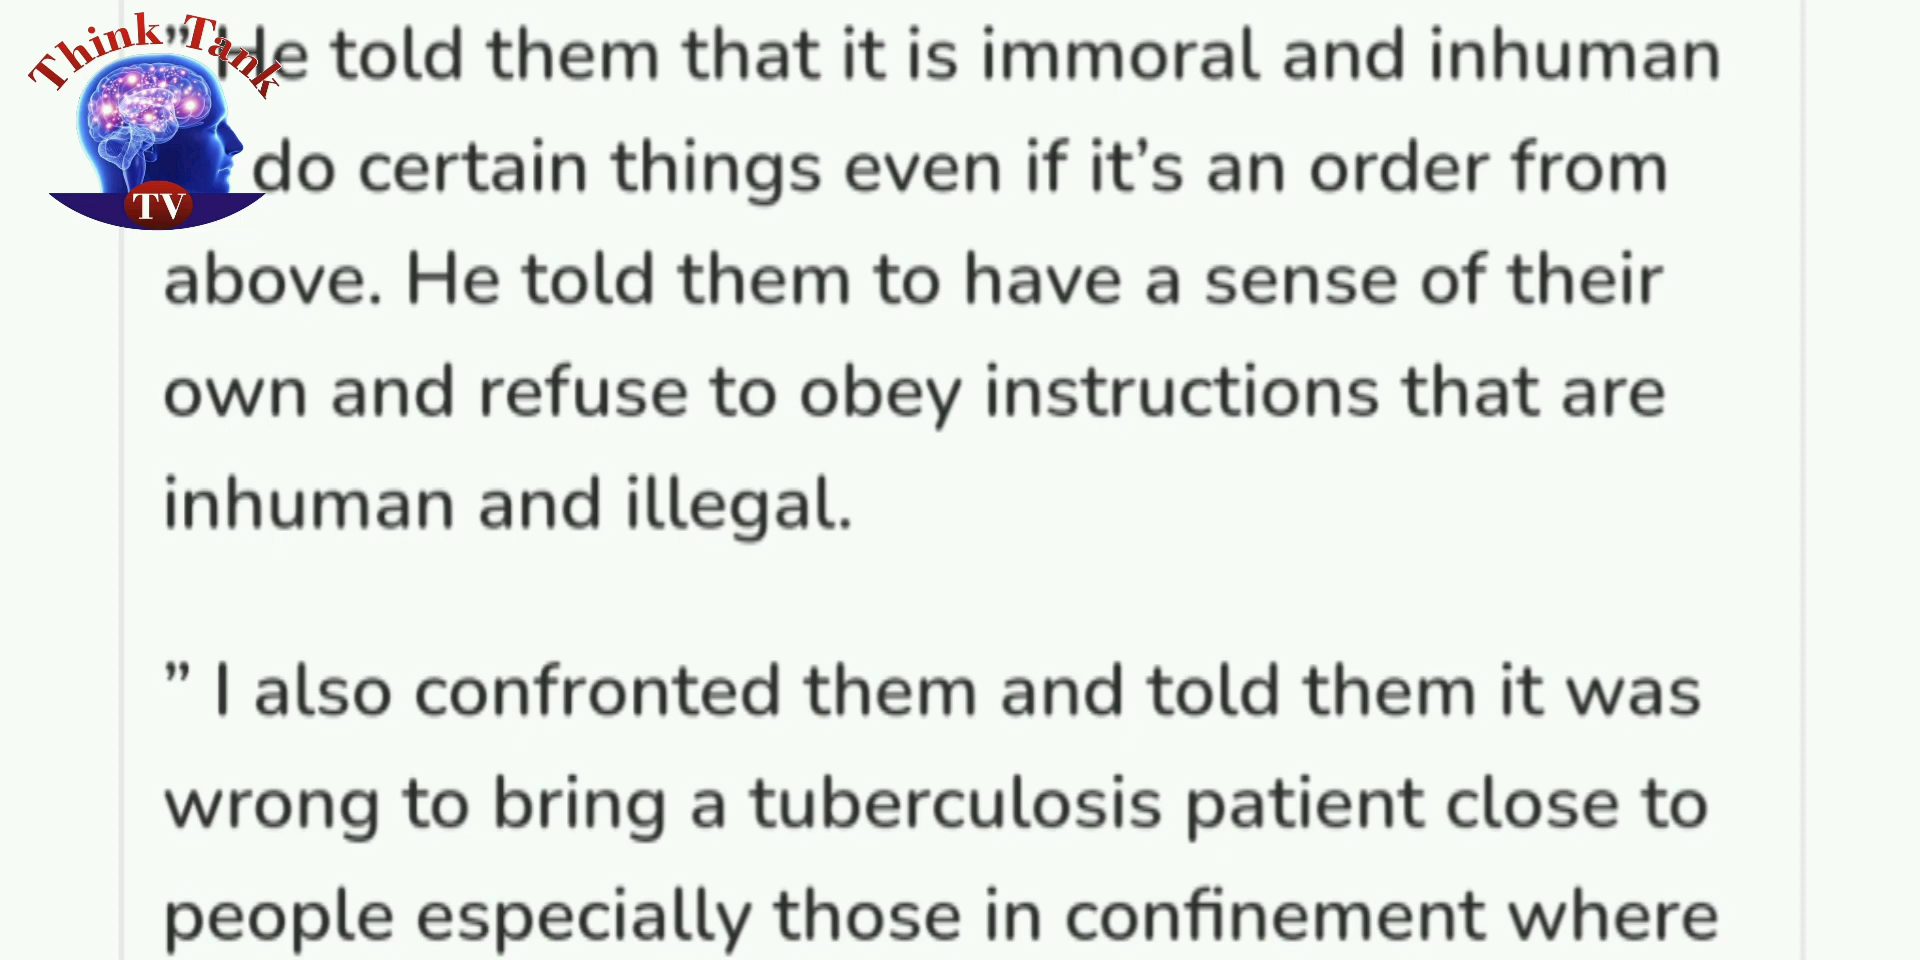 Think Tank
TV
” He told them that it is immoral and inhuman
do certain things even if it’s an order from
above. He told them to have a sense of their
own and refuse to obey instructions that are
inhuman and illegal.
” I also confronted them and told them it was
wrong to bring a tuberculosis patient close to
people especially those in confinement where